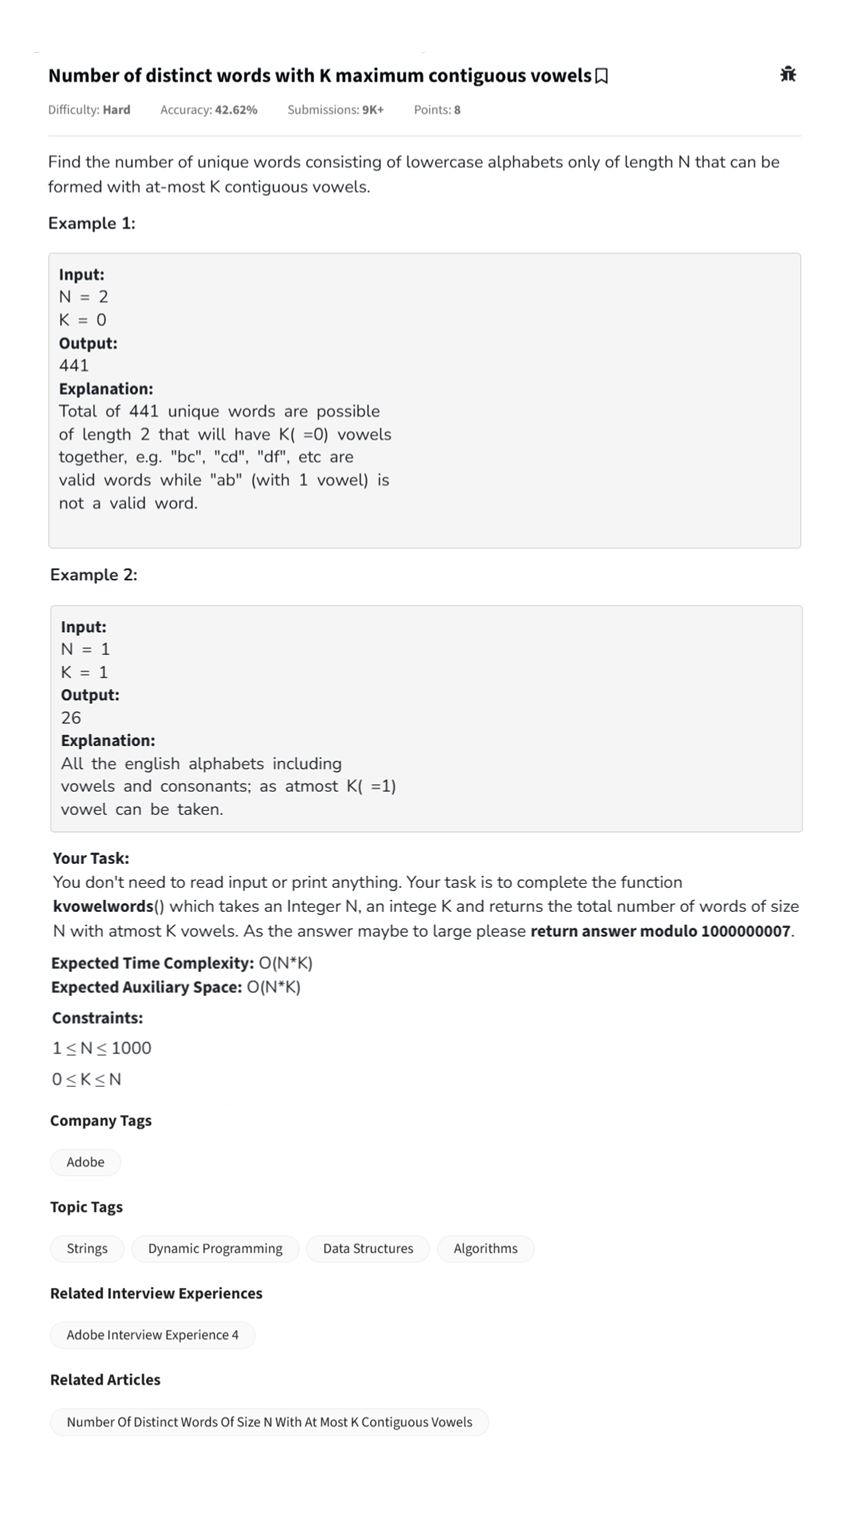 Number of distinct words with K maximum contiguous vowels
Difficulty: Hard Accuracy: 42.62% Submissions: 9K+ Points: 8
Find the number of unique words consisting of lowercase alphabets only of length N that can be
formed with at-most K contiguous vowels.
Example 1:
Input:
N = 2
K = 0
Output:
441
Explanation:
Total of 441 unique words are possible
of length 2 that will have K( =0) vowels
together, e.g. "bc", "cd", "df", etc are
valid words while "ab" (with 1 vowel) is
not a valid word.
Example 2:
Input:
N = 1
K = 1
Output:
26
Explanation:
All the english alphabets including
vowels and consonants; as atmost K( =1)
vowel can be taken.
Your Task:
You don't need to read input or print anything. Your task is to complete the function
kvowelwords() which takes an Integer N, an intege K and returns the total number of words of size
N with atmost K vowels. As the answer maybe to large please return answer modulo 1000000007.
Expected Time Complexity: O(N*K)
Expected Auxiliary Space: O(N*K)
Constraints:
1 ≤ N ≤ 1000
0 ≤ K ≤ N
Company Tags
Adobe
Topic Tags
Strings Dynamic Programming Data Structures Algorithms
Related Interview Experiences
Adobe Interview Experience 4
Related Articles
Number Of Distinct Words Of Size N With At Most K Contiguous Vowels